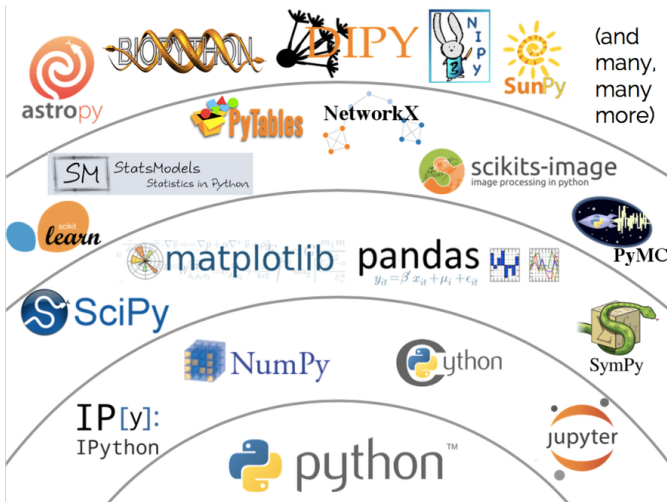 astropy
BIOPYTHON
DIPY
NIPY
SunPy
(and
many,
many
more)
PyTables
NetworkX
SM
StatsModels
Statistics in Python
scikits-image
image processing in python
scikit
learn
PyMC
matplotlib
pandas
SciPy
NumPy
Cython
SymPy
IP[y]:
IPython
python™
jupyter